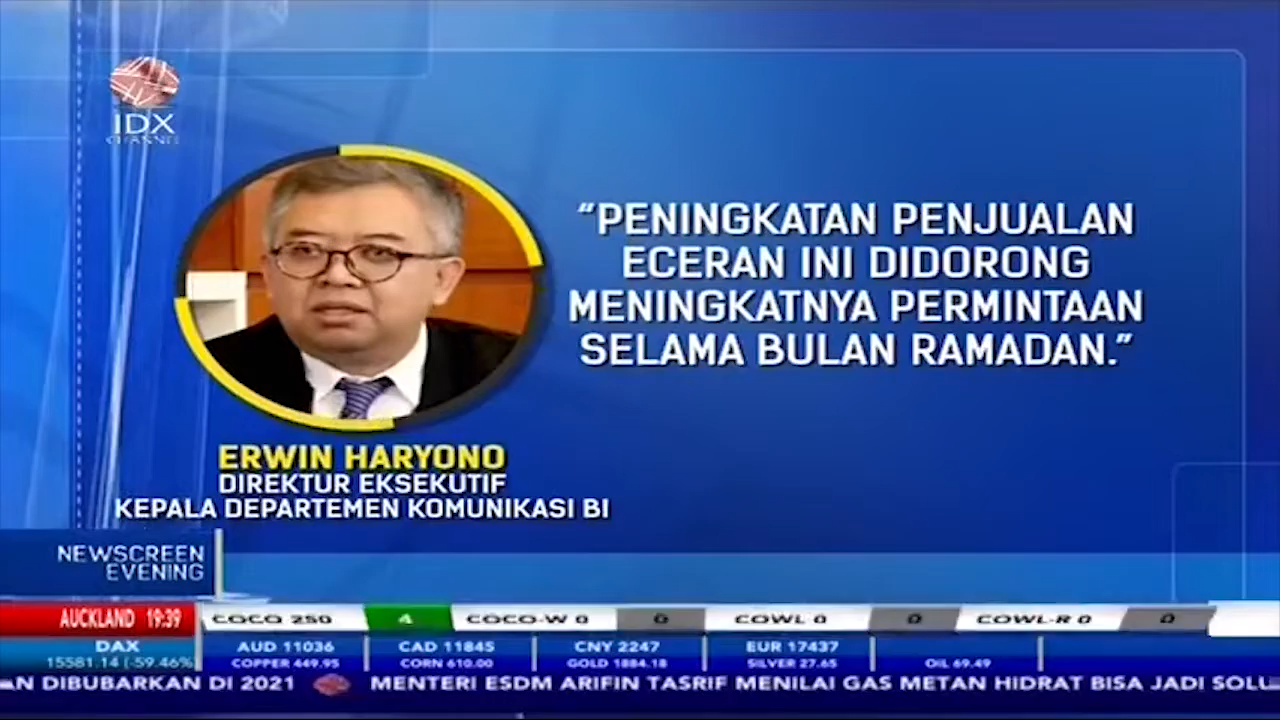 IDX
CHANNEL
“PENINGKATAN PENJUALAN
ECERAN INI DIDORONG
MENINGKATNYA PERMINTAAN
SELAMA BULAN RAMADAN.”
ERWIN HARYONO
DIREKTUR EKSEKUTIF
KEPALA DEPARTEMEN KOMUNIKASI BI
NEWSCREEN
EVENING
AUCKLAND 19:39 COCO 250 4 COCO-W 0 0 COWL 0 0 COWL-R 0 0
DAX AUD 11036 CAD 11845 CNY 2247 EUR 17437
15581.14 (-59.46%) COPPER 449.95 CORN 610.00 GOLD 1884.18 SILVER 27.65 OIL 69.49
AN DIBUBARKAN DI 2021 MENTERI ESDM ARIFIN TASRIF MENILAI GAS METAN HIDRAT BISA JADI SOLU